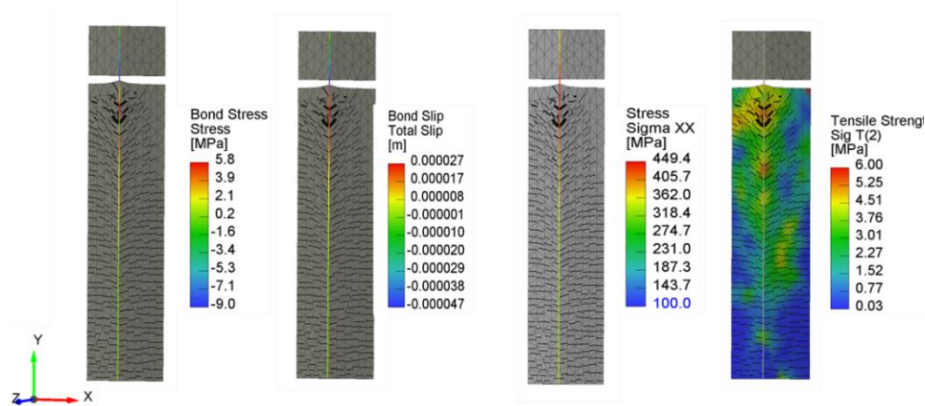 Bond Stress
Stress
[MPa]
5.8
3.9
2.1
0.2
-1.6
-3.4
-5.3
-7.1
-9.0
Bond Slip
Total Slip
[m]
0.000027
0.000017
0.000008
-0.000001
-0.000010
-0.000020
-0.000029
-0.000038
-0.000047
Stress
Sigma XX
[MPa]
449.4
405.7
362.0
318.4
274.7
231.0
187.3
143.7
100.0
Tensile Strengt
Sig T(2)
[MPa]
6.00
5.25
4.51
3.76
3.01
2.27
1.52
0.77
0.03
Y
Z
X